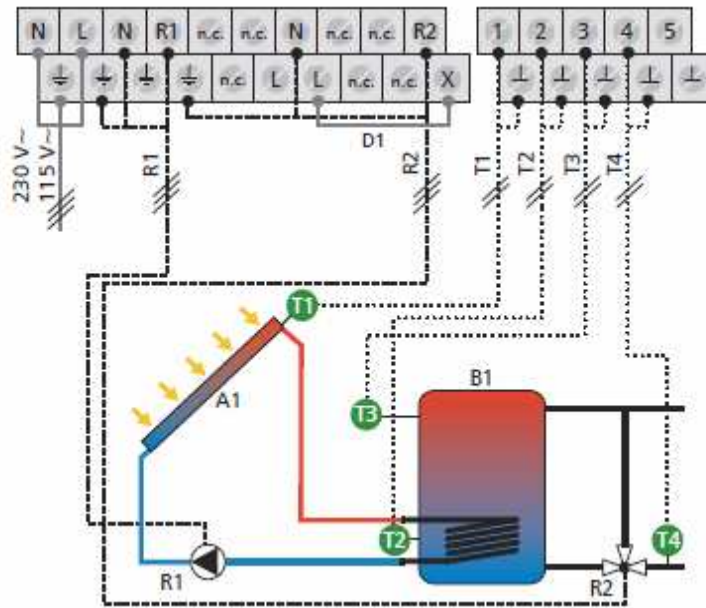 N L N R1 n.c. n.c. N n.c. n.c. R2
1 2 3 4 5
n.c. L L n.c. n.c. X
D1
230 V~
115 V~
R1
R2
T1
T2
T3
T4
T1
A1
B1
T3
T2
T4
R1
R2